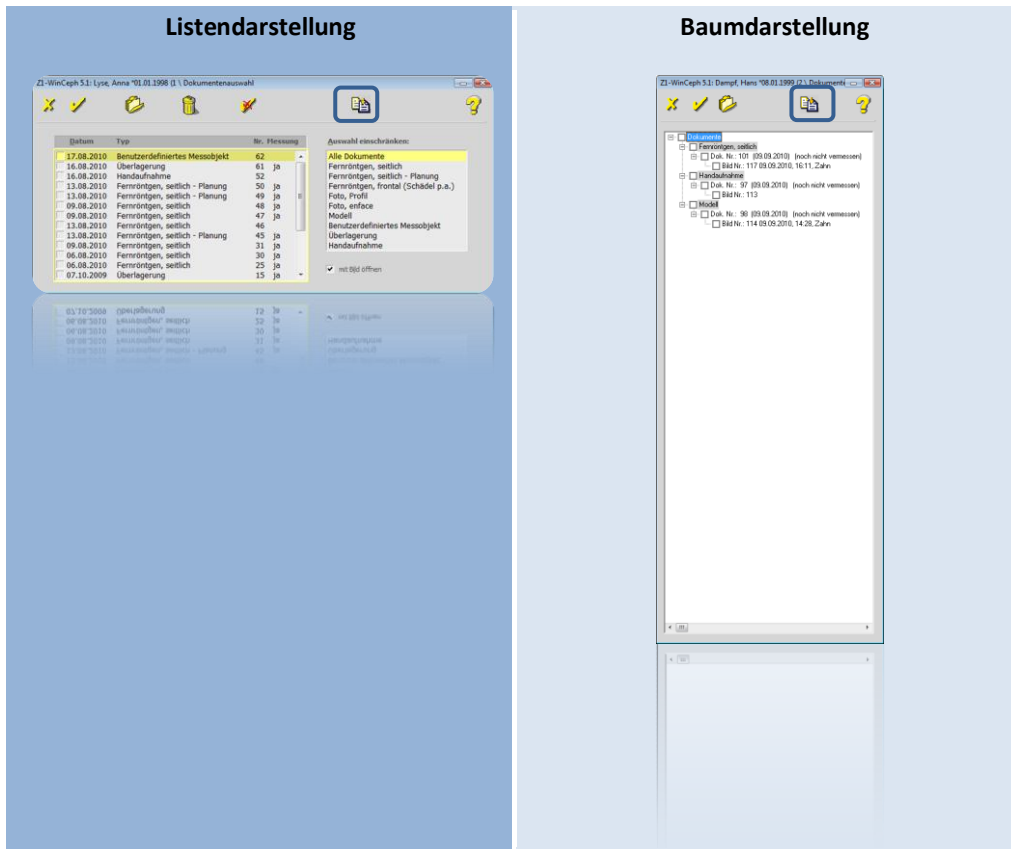 Listendarstellung
Z1-WinCeph 5.1: Lyse, Anna *01.01.1998 (1 \ Dokumentenauswahl
Datum Typ Nr. Messung
17.08.2010 Benutzerdefiniertes Messobjekt 62
16.08.2010 Überlagerung 61 ja
16.08.2010 Handaufnahme 52
13.08.2010 Fernröntgen, seitlich - Planung 50 ja
13.08.2010 Fernröntgen, seitlich - Planung 49 ja
09.08.2010 Fernröntgen, seitlich 48 ja
09.08.2010 Fernröntgen, seitlich 47 ja
13.08.2010 Fernröntgen, seitlich 46
13.08.2010 Fernröntgen, seitlich - Planung 45 ja
09.08.2010 Fernröntgen, seitlich 31 ja
06.08.2010 Fernröntgen, seitlich 30 ja
06.08.2010 Fernröntgen, seitlich 25 ja
07.10.2009 Überlagerung 15 ja
Auswahl einschränken:
Alle Dokumente
Fernröntgen, seitlich
Fernröntgen, seitlich - Planung
Fernröntgen, frontal (Schädel p.a.)
Foto, Profil
Foto, enface
Modell
Benutzerdefiniertes Messobjekt
Überlagerung
Handaufnahme
mit Bild öffnen
Baumdarstellung
Z1-WinCeph 5.1: Dampf, Hans *08.01.1999 (2 \ Dokumenti
Dokumente
Fernröntgen, seitlich
Dok. Nr.: 101 (09.09.2010) (noch nicht vermessen)
Bild Nr.: 117 09.09.2010, 16:11, Zahn
Handaufnahme
Dok. Nr.: 97 (09.09.2010) (noch nicht vermessen)
Bild Nr.: 113
Modell
Dok. Nr.: 98 (09.09.2010) (noch nicht vermessen)
Bild Nr.: 114 09.09.2010, 14:28, Zahn